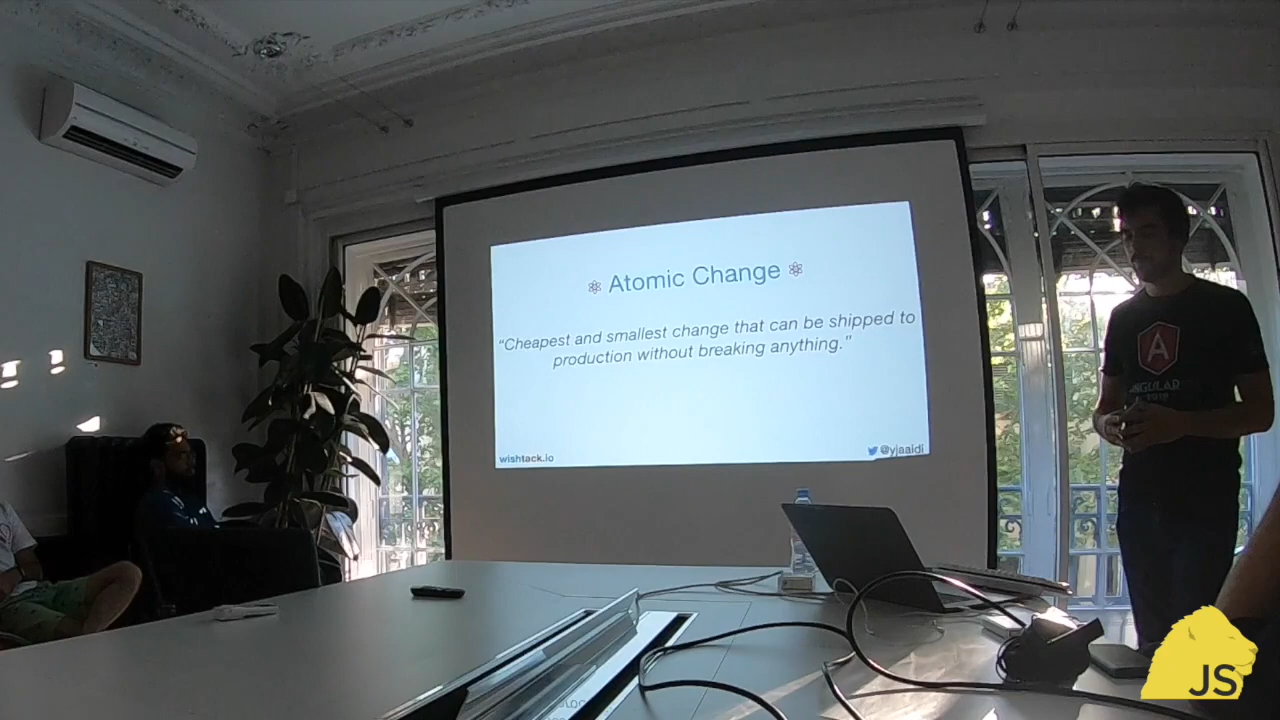 Atomic Change
“Cheapest and smallest change that can be shipped to
production without breaking anything.”
wishtack.io
@yjaaidi
A
ANGULAR
JS